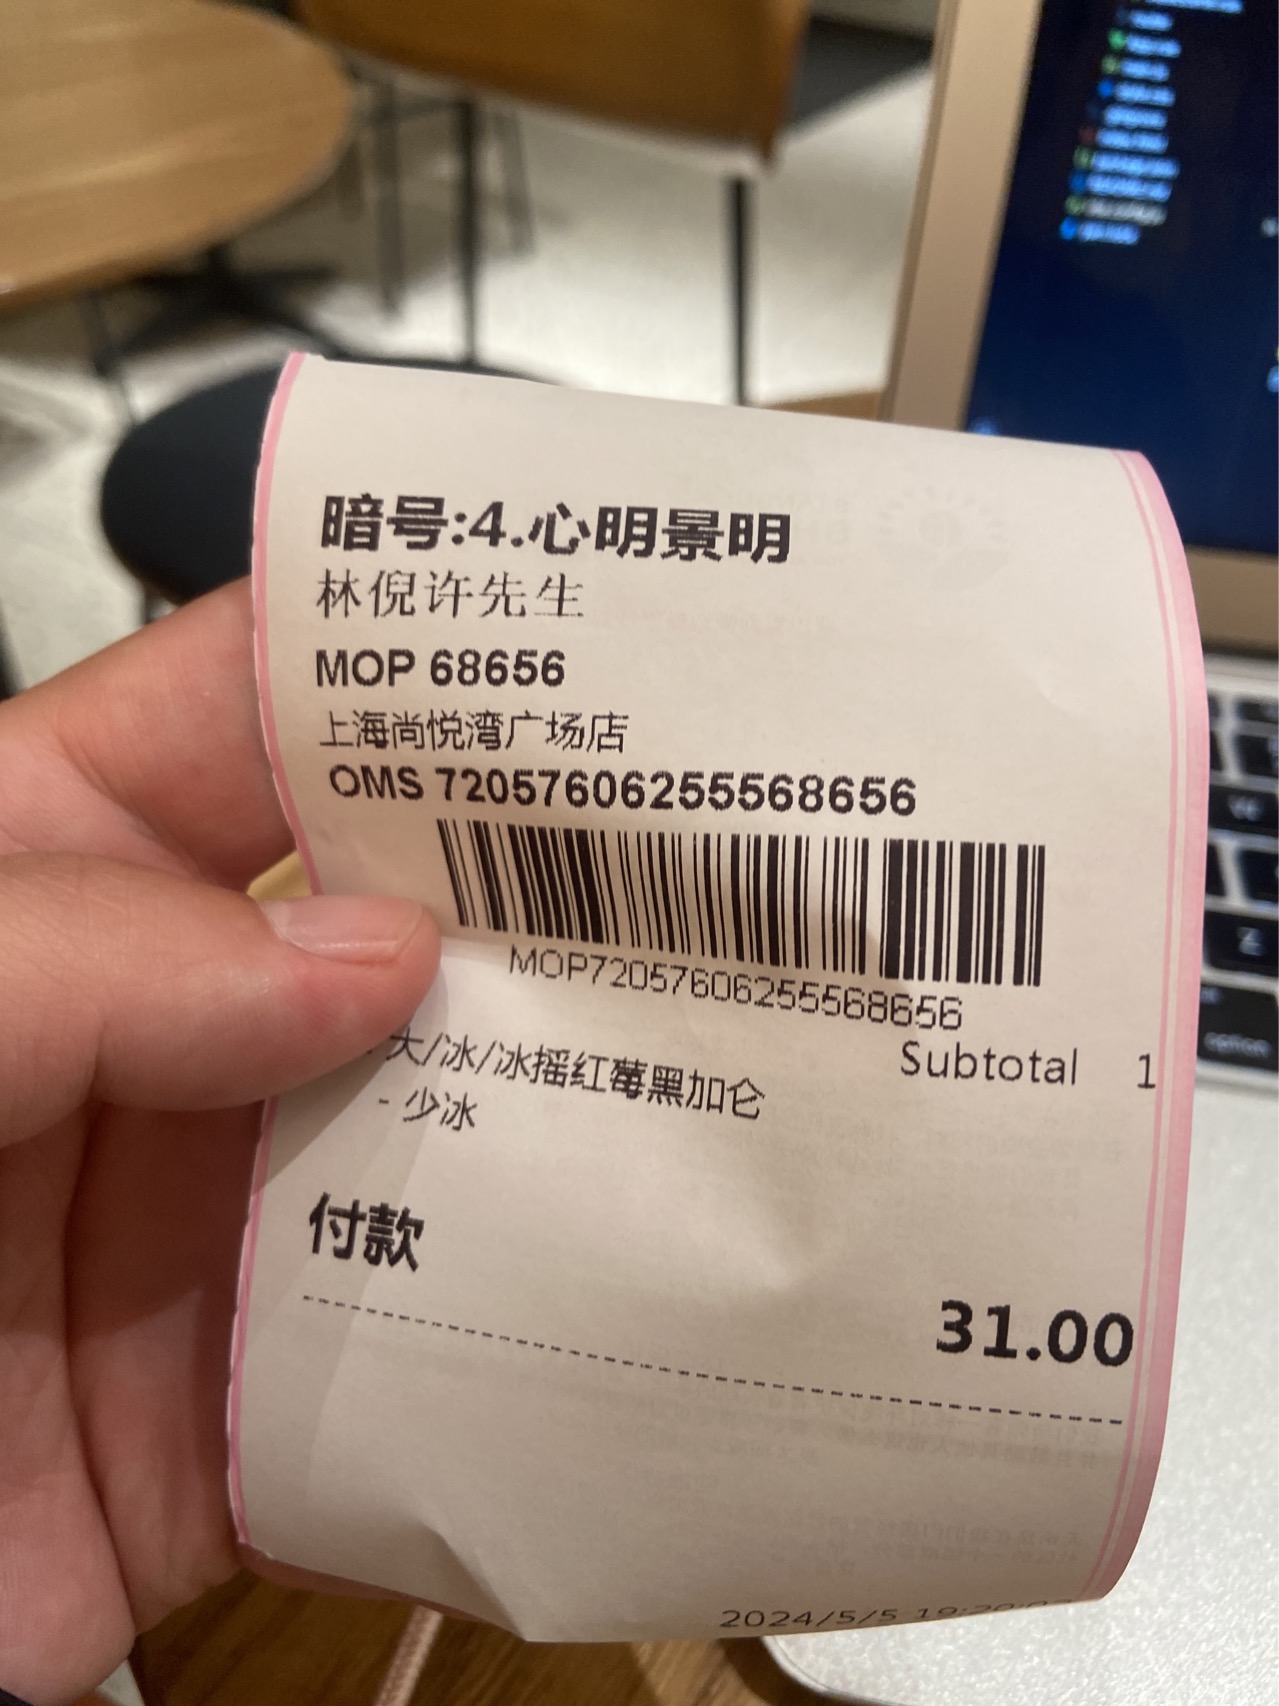 暗号:4.心明景明
林倪许先生
MOP 68656
上海尚悦湾广场店
OMS 72057606255568656
MOP72057606255568656
Subtotal 1
大/冰/冰摇红莓黑加仑
- 少冰
付款
31.00
2024/5/5
option